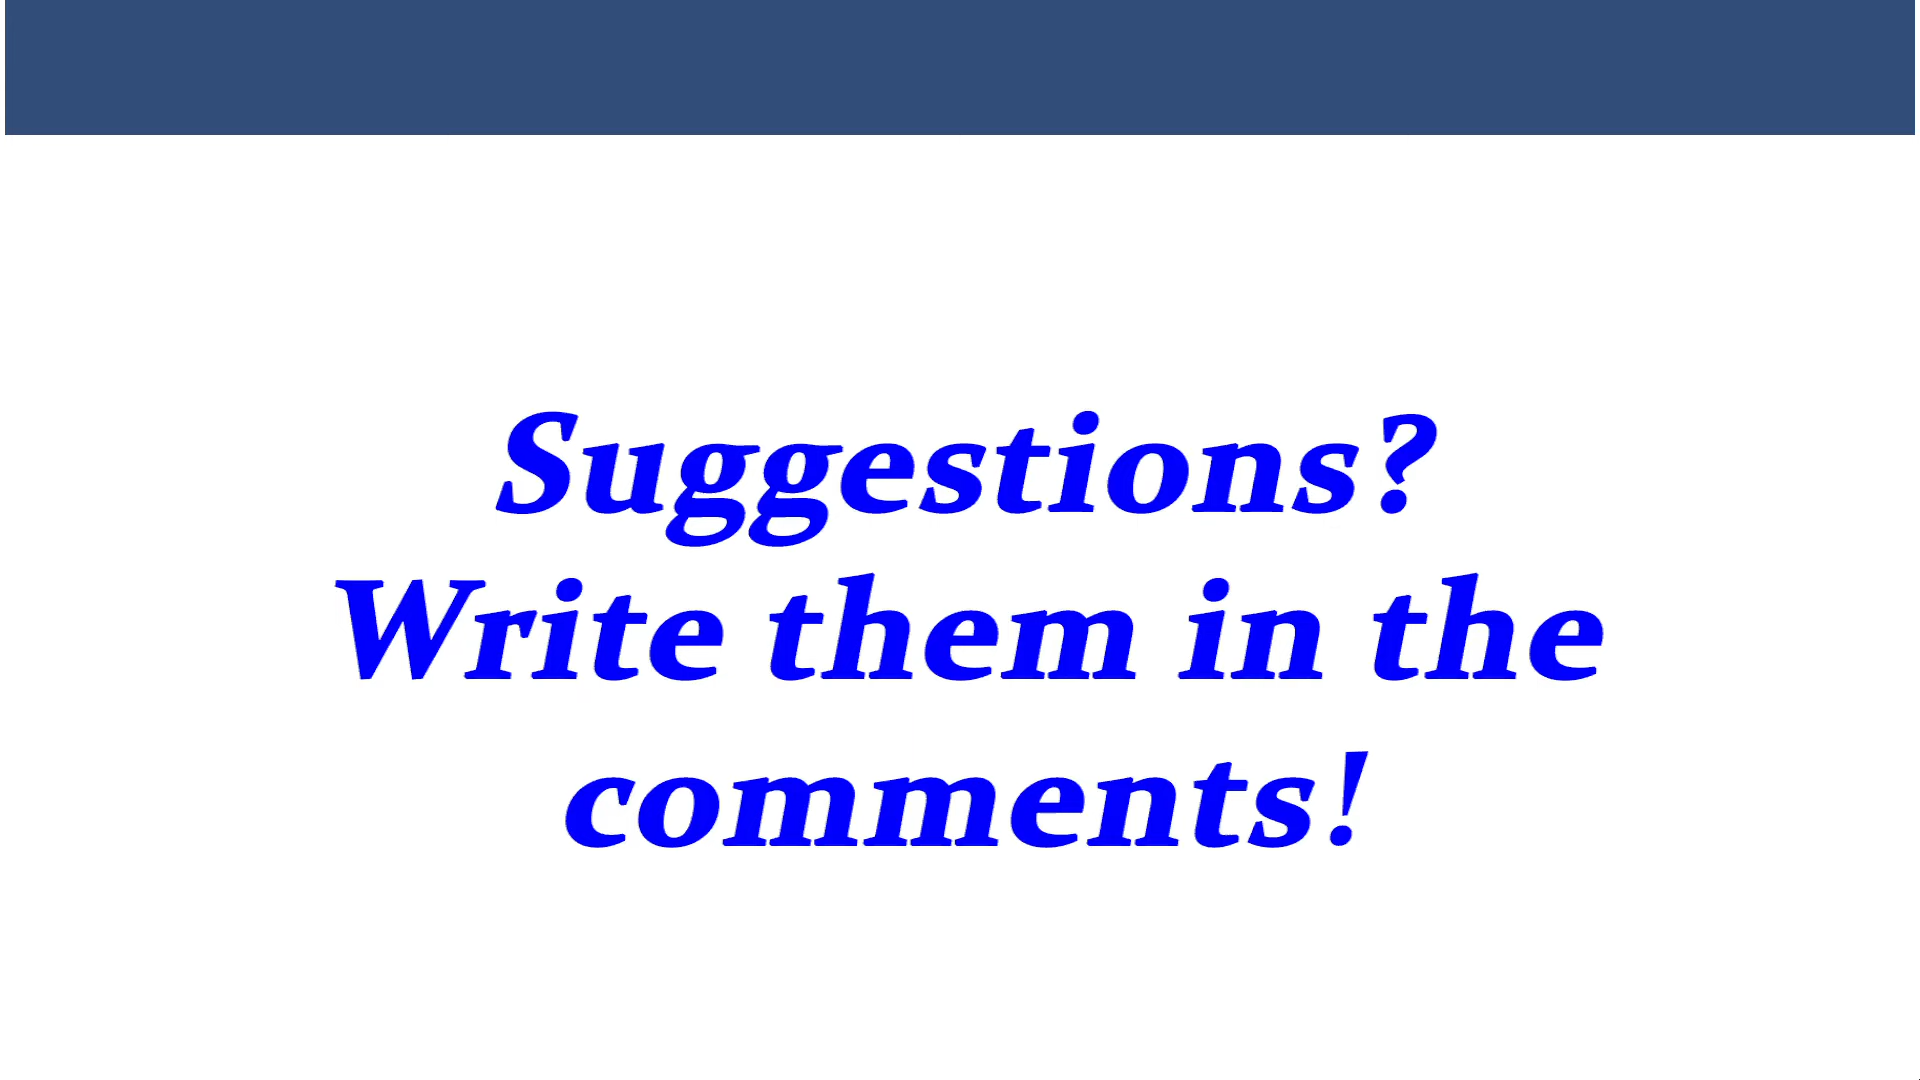 Suggestions?
Write them in the
comments!